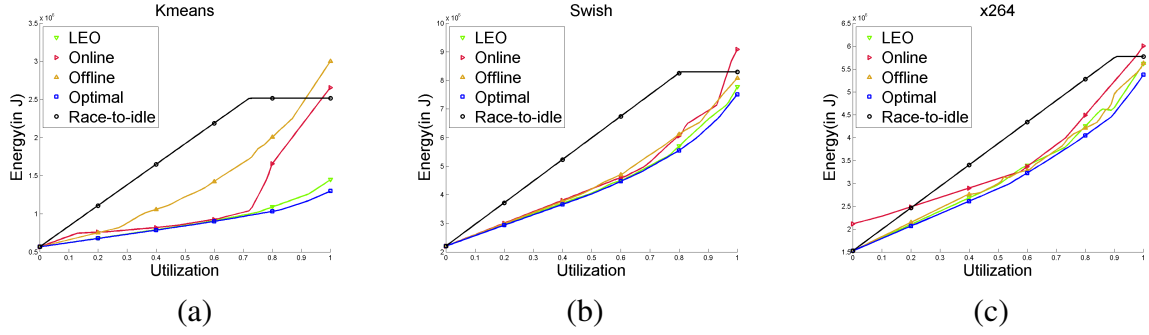 Kmeans
x 10⁵
3.5
3
2.5
2
1.5
1
0.5
Energy(in J)
LEO
Online
Offline
Optimal
Race-to-idle
0 0.1 0.2 0.3 0.4 0.5 0.6 0.7 0.8 0.9 1
Utilization
(a)
Swish
10
9
8
7
6
5
4
3
2
Energy(in J)
LEO
Online
Offline
Optimal
Race-to-idle
0 0.1 0.2 0.3 0.4 0.5 0.6 0.7 0.8 0.9 1
Utilization
(b)
x264
6.5
6
5.5
5
4.5
4
3.5
3
2.5
2
1.5
Energy(in J)
LEO
Online
Offline
Optimal
Race-to-idle
0 0.1 0.2 0.3 0.4 0.5 0.6 0.7 0.8 0.9 1
Utilization
(c)